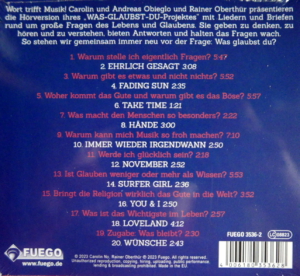 Wort trifft Musik! Carolin und Andreas Obieglo und Rainer Oberthür präsentieren
die Hörversion ihres „WAS-GLAUBST-DU-Projektes" mit Liedern und Briefen
rund um große Fragen des Lebens und Glaubens. Sie geben zu denken, zu
hören und zu verstehen, bieten Antworten und halten das Fragen wach.
So stehen wir gemeinsam immer neu vor der Frage: Was glaubst du?
1. Warum stelle ich eigentlich Fragen? 5:47
2. EHRLICH GESAGT 3:08
3. Warum gibt es etwas und nicht nichts? 5:52
4. FADING SUN 2:35
5. Woher kommt das Gute und warum gibt es das Böse? 5:57
6. TAKE TIME 1:21
7. Was macht den Menschen so besonders? 2:22
8. HÄNDE 3:00
9. Warum kann mich Musik so froh machen? 7:10
10. IMMER WIEDER IRGENDWANN 2:50
11. Werde ich glücklich sein? 2:18
12. NOVEMBER 2:52
13. Ist Glauben weniger oder mehr als Wissen? 5:53
14. SURFER GIRL 2:36
15. Bringt die Religion wirklich das Gute in die Welt? 3:52
16. YOU & I 2:50
17. Was ist das Wichtigste im Leben? 2:57
18. LOVELAND 4:12
19. Zugabe: Was bleibt? 2:30
20. WÜNSCHE 2:43
FUEGO
www.fuego.de
FUEGO 3536-2
LC 08823